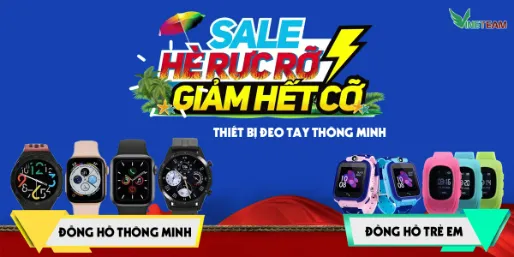 VINETEAM
SALE
HÈ RỰC RỠ
GIẢM HẾT CỠ
THIẾT BỊ ĐEO TAY THÔNG MINH
ĐỒNG HỒ THÔNG MINH
ĐỒNG HỒ TRẺ EM